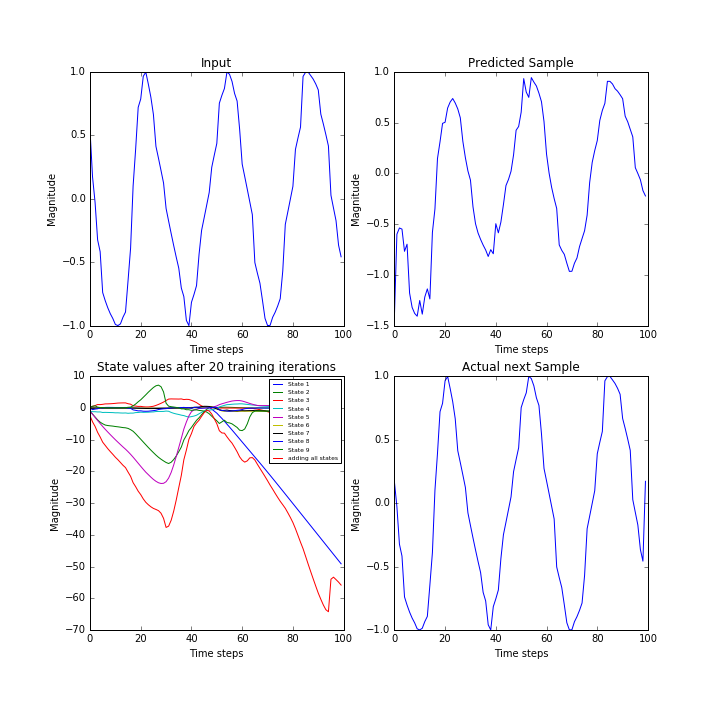 Input
1.0
0.5
0.0
−0.5
−1.0
Magnitude
0 20 40 60 80 100
Time steps
Predicted Sample
1.0
0.5
0.0
−0.5
−1.0
−1.5
Magnitude
0 20 40 60 80 100
Time steps
State values after 20 training iterations
10
0
−10
−20
−30
−40
−50
−60
−70
Magnitude
State 1
State 2
State 3
State 4
State 5
State 6
State 7
State 8
State 9
adding all states
0 20 40 60 80 100
Time steps
Actual next Sample
1.0
0.5
0.0
−0.5
−1.0
Magnitude
0 20 40 60 80 100
Time steps